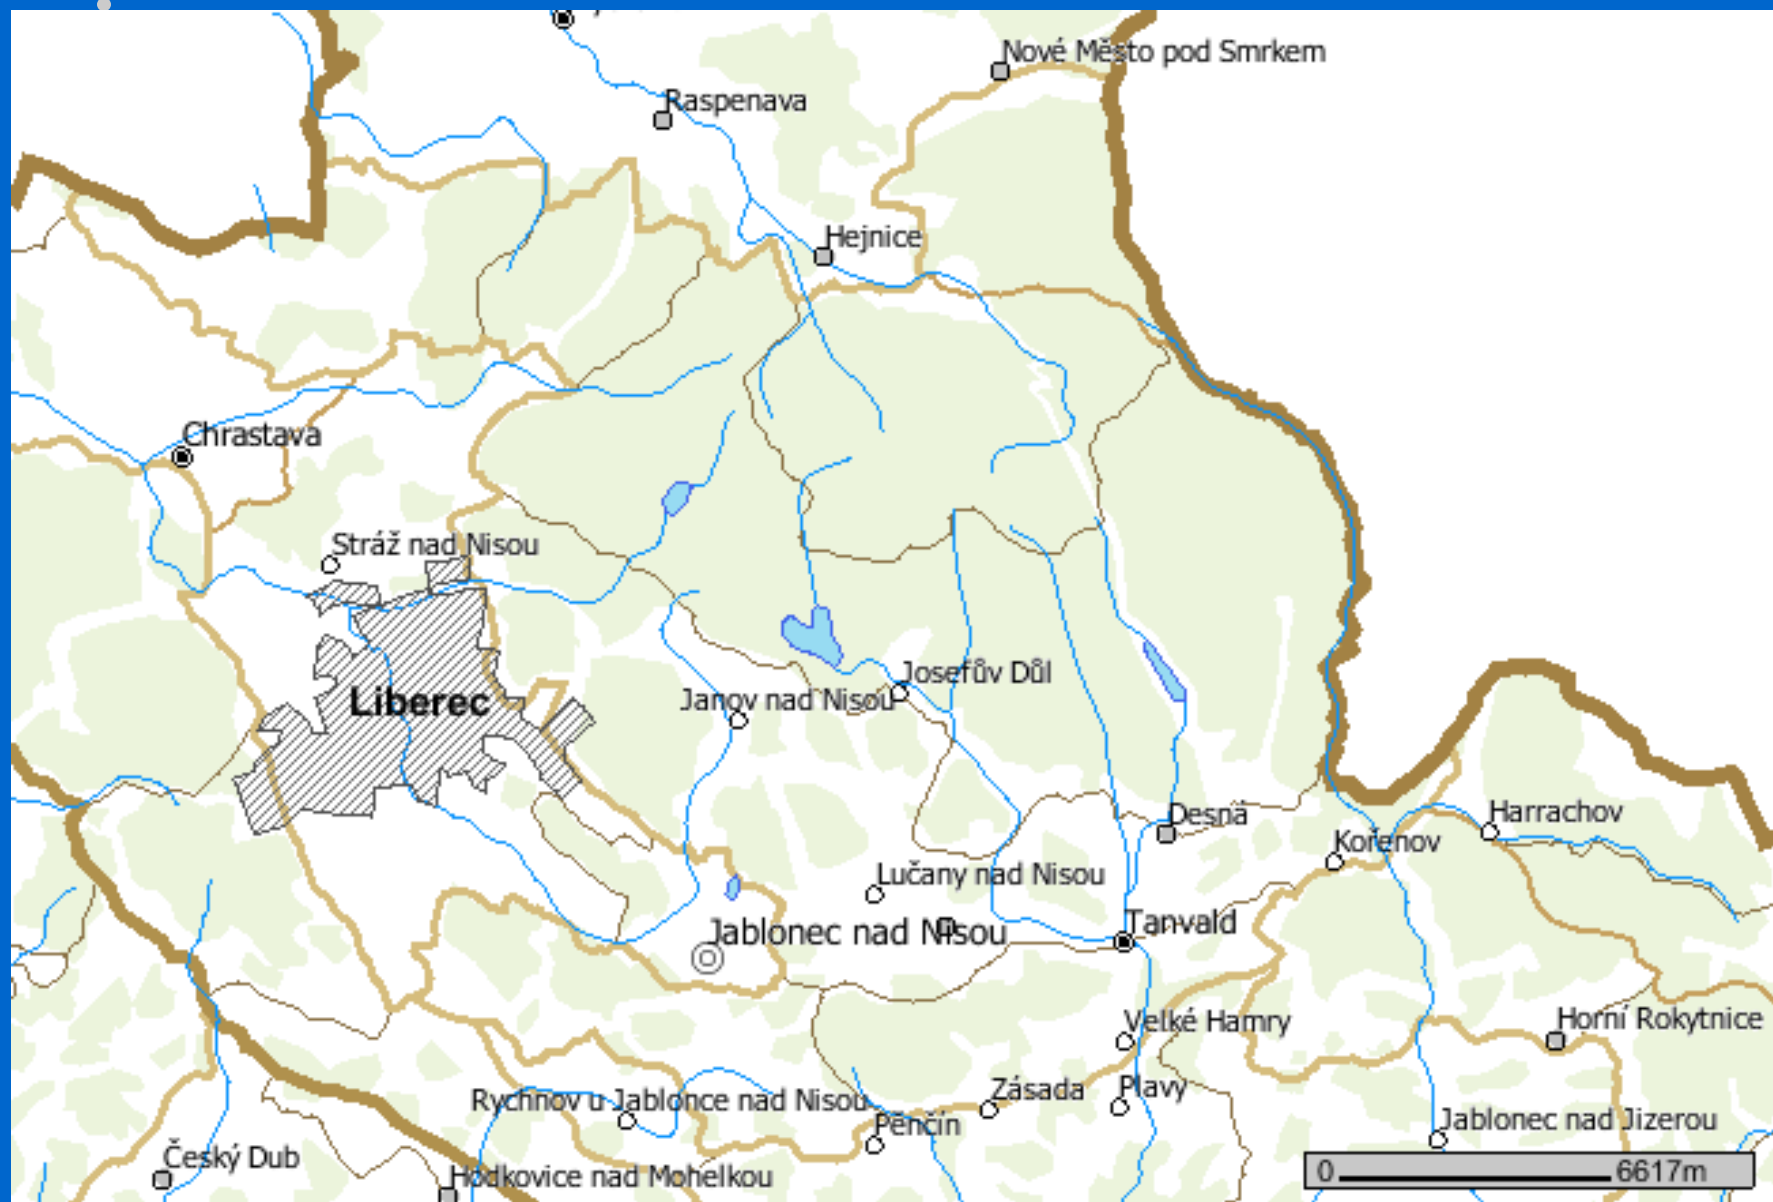 Nové Město pod Smrkem
Raspenava
Hejnice
Chrastava
Stráž nad Nisou
Josefův Důl
Liberec
Janov nad Nisou
Desná
Harrachov
Kořenov
Lučany nad Nisou
Tanvald
Jablonec nad Nisou
Velké Hamry
Horní Rokytnice
Zásada
Plavy
Rychnov u Jablonce nad Nisou
Pěnčín
Jablonec nad Jizerou
Český Dub
Hodkovice nad Mohelkou
0 6617m